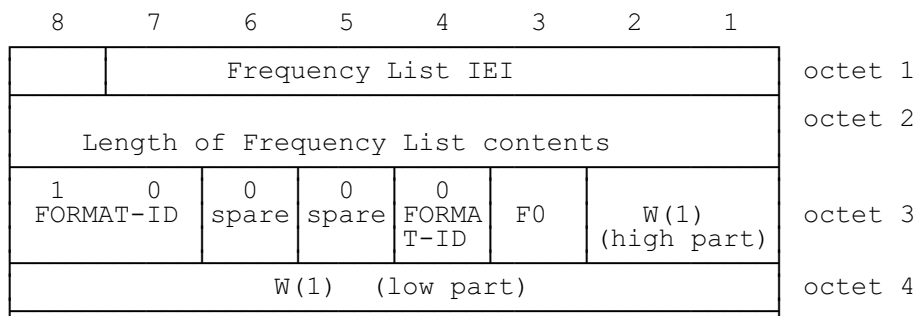 8 7 6 5 4 3 2 1
Frequency List IEI octet 1
octet 2
Length of Frequency List contents
1 0 0 0 0
FORMAT-ID spare spare FORMA F0 W(1) octet 3
T-ID (high part)
W(1) (low part) octet 4